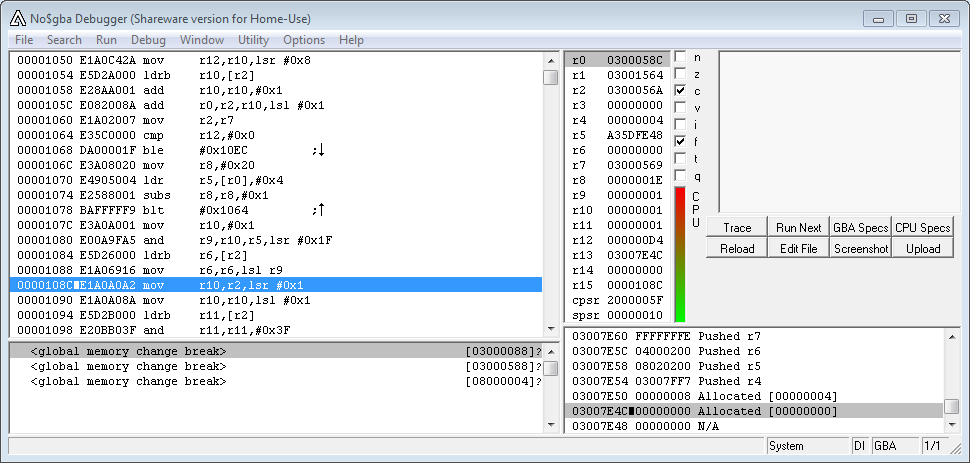 No$gba Debugger (Shareware version for Home-Use)
File Search Run Debug Window Utility Options Help
00001050 E1A0C42A mov r12,r10,lsr #0x8
00001054 E5D2A000 ldrb r10,[r2]
00001058 E28AA001 add r10,r10,#0x1
0000105C E082008A add r0,r2,r10,lsl #0x1
00001060 E1A02007 mov r2,r7
00001064 E35C0000 cmp r12,#0x0
00001068 DA00001F ble #0x10EC ;↓
0000106C E3A08020 mov r8,#0x20
00001070 E4905004 ldr r5,[r0],#0x4
00001074 E2588001 subs r8,r8,#0x1
00001078 BAFFFFF9 blt #0x1064 ;↑
0000107C E3A0A001 mov r10,#0x1
00001080 E00A9FA5 and r9,r10,r5,lsr #0x1F
00001084 E5D26000 ldrb r6,[r2]
00001088 E1A06916 mov r6,r6,lsl r9
0000108C E1A0A0A2 mov r10,r2,lsr #0x1
00001090 E1A0A08A mov r10,r10,lsl #0x1
00001094 E5D2B000 ldrb r11,[r2]
00001098 E20BB03F and r11,r11,#0x3F
r0 0300058C n
r1 03001564 z
r2 0300056A c
r3 00000000 v
r4 00000004 i
r5 A35DFE48 f
r6 00000000 t
r7 03000569 q
r8 0000001E
r9 00000001
r10 00000001
r11 00000001
r12 000000D4
r13 03007E4C
r14 00000000
r15 0000108C
cpsr 2000005F
spsr 00000010
C
P
U
Trace Run Next GBA Specs CPU Specs
Reload Edit File Screenshot Upload
<global memory change break> [03000088]?
<global memory change break> [03000588]?
<global memory change break> [08000004]?
03007E60 FFFFFFFE Pushed r7
03007E5C 04000200 Pushed r6
03007E58 08020200 Pushed r5
03007E54 03007FF7 Pushed r4
03007E50 00000008 Allocated [00000004]
03007E4C 00000000 Allocated [00000000]
03007E48 00000000 N/A
System DI GBA 1/1